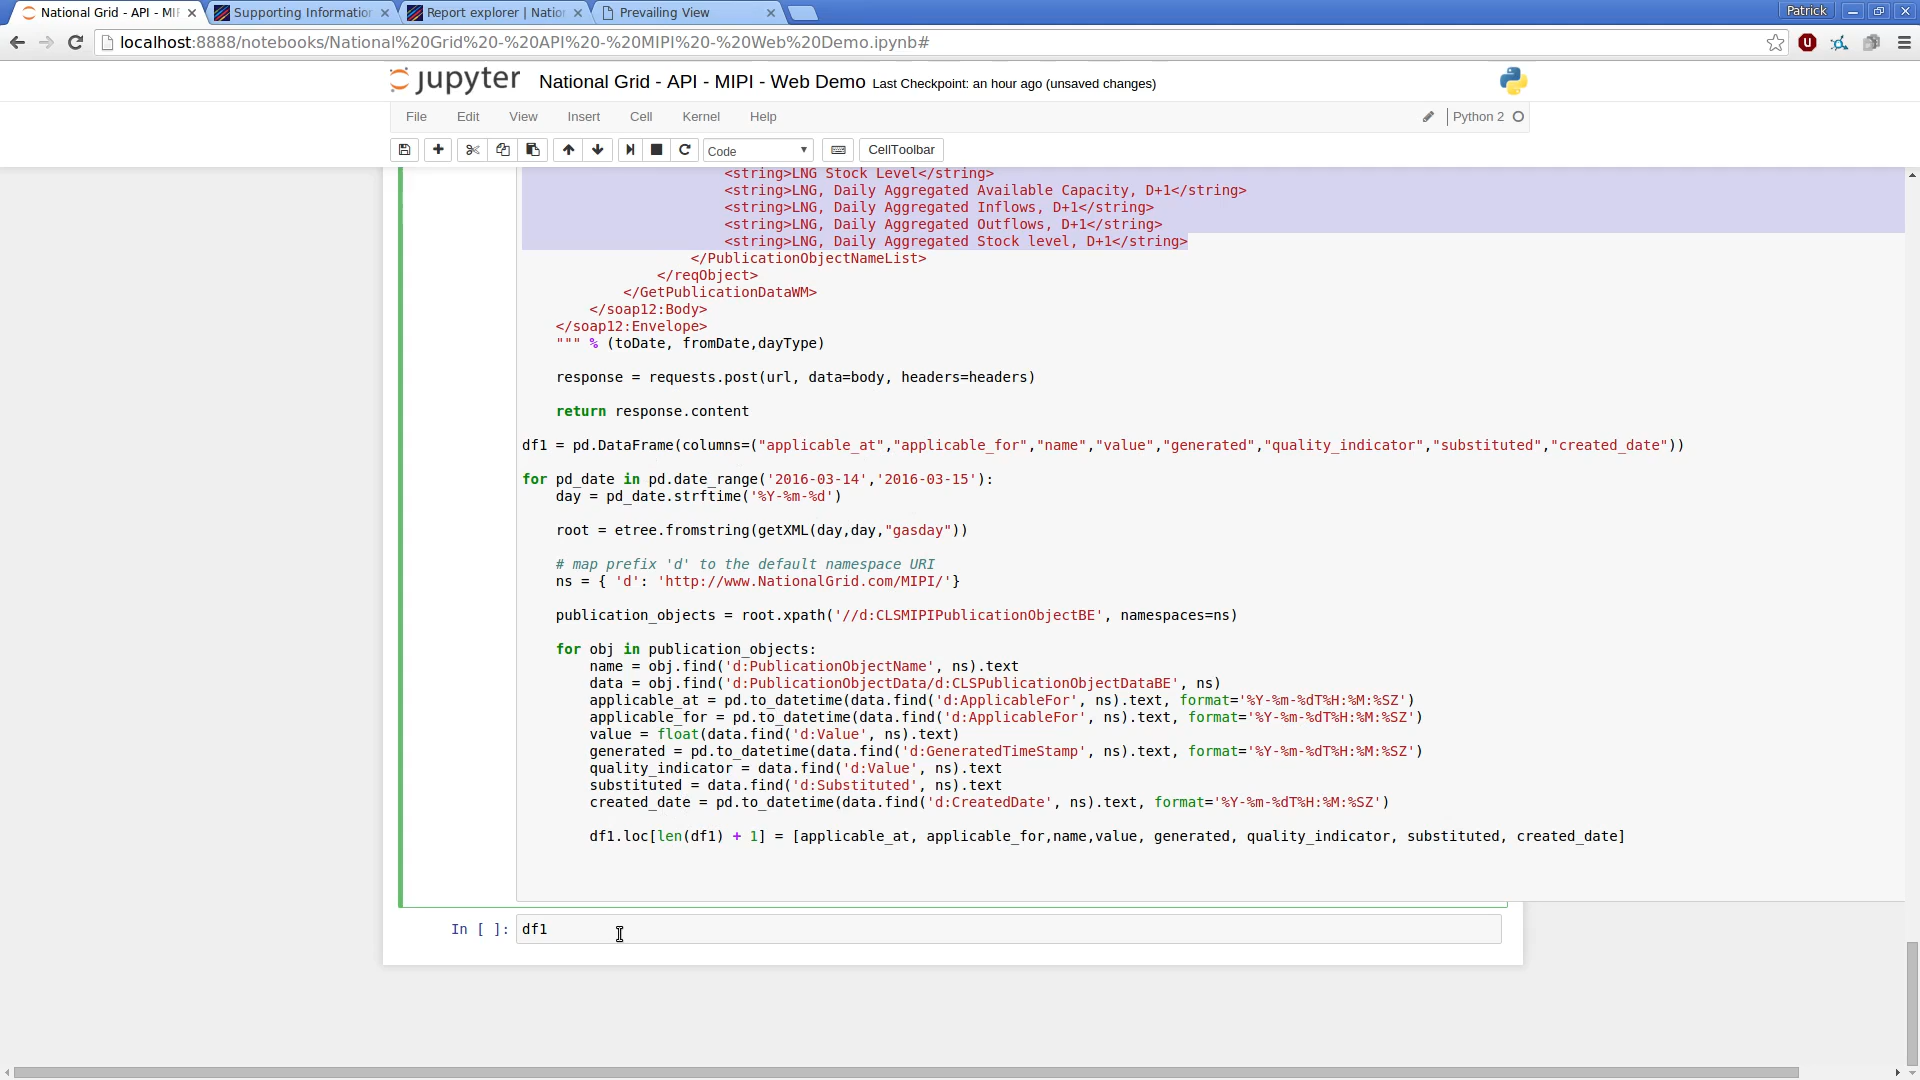 National Grid - API - MIP
Supporting Information
Report explorer | Nation
Prevailing View
Patrick
localhost:8888/notebooks/National%20Grid%20-%20API%20-%20MIPI%20-%20Web%20Demo.ipynb#
jupyter National Grid - API - MIPI - Web Demo Last Checkpoint: an hour ago (unsaved changes)
File Edit View Insert Cell Kernel Help Python 2
Code CellToolbar
<string>LNG Stock Level</string>
<string>LNG, Daily Aggregated Available Capacity, D+1</string>
<string>LNG, Daily Aggregated Inflows, D+1</string>
<string>LNG, Daily Aggregated Outflows, D+1</string>
<string>LNG, Daily Aggregated Stock level, D+1</string>
</PublicationObjectNameList>
</reqObject>
</GetPublicationDataWM>
</soap12:Body>
</soap12:Envelope>
""" % (toDate, fromDate,dayType)
response = requests.post(url, data=body, headers=headers)
return response.content
df1 = pd.DataFrame(columns=("applicable_at","applicable_for","name","value","generated","quality_indicator","substituted","created_date"))
for pd_date in pd.date_range('2016-03-14','2016-03-15'):
day = pd_date.strftime('%Y-%m-%d')
root = etree.fromstring(getXML(day,day,"gasday"))
# map prefix 'd' to the default namespace URI
ns = { 'd': 'http://www.NationalGrid.com/MIPI/'}
publication_objects = root.xpath('//d:CLSMIPIPublicationObjectBE', namespaces=ns)
for obj in publication_objects:
name = obj.find('d:PublicationObjectName', ns).text
data = obj.find('d:PublicationObjectData/d:CLSPublicationObjectDataBE', ns)
applicable_at = pd.to_datetime(data.find('d:ApplicableFor', ns).text, format='%Y-%m-%dT%H:%M:%SZ')
applicable_for = pd.to_datetime(data.find('d:ApplicableFor', ns).text, format='%Y-%m-%dT%H:%M:%SZ')
value = float(data.find('d:Value', ns).text)
generated = pd.to_datetime(data.find('d:GeneratedTimeStamp', ns).text, format='%Y-%m-%dT%H:%M:%SZ')
quality_indicator = data.find('d:Value', ns).text
substituted = data.find('d:Substituted', ns).text
created_date = pd.to_datetime(data.find('d:CreatedDate', ns).text, format='%Y-%m-%dT%H:%M:%SZ')
df1.loc[len(df1) + 1] = [applicable_at, applicable_for,name,value, generated, quality_indicator, substituted, created_date]
In [ ]: df1